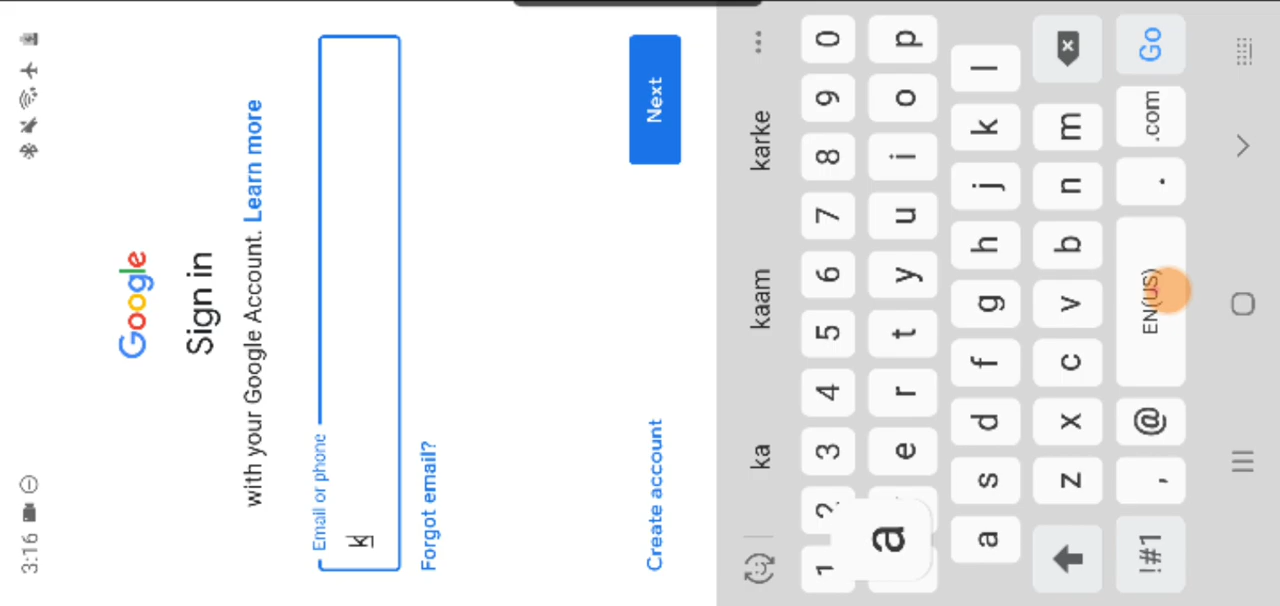 3:16
Google
Sign in
with your Google Account. Learn more
Email or phone
k
Forgot email?
Create account
Next
ka kaam karke ...
1 2 3 4 5 6 7 8 9 0
e r t y u i o p
a
a s d f g h j k l
z x c v b n m
!#1 , @ EN(US) . .com Go